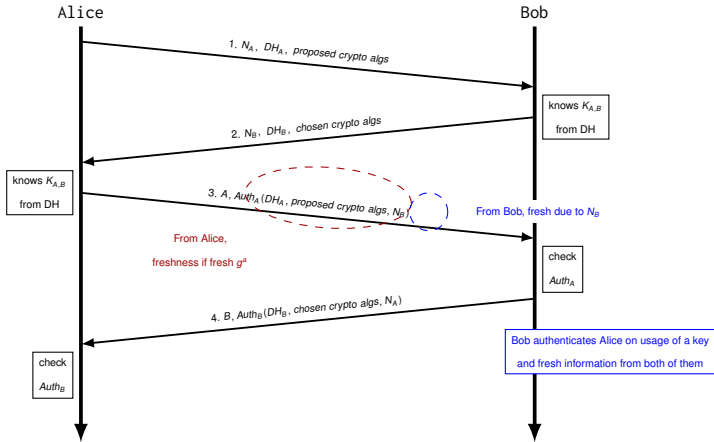 Alice Bob
1. N_A, DH_A, proposed crypto algs
knows K_A,B
from DH
2. N_B, DH_B, chosen crypto algs
knows K_A,B
from DH
3. A, Auth_A(DH_A, proposed crypto algs, N_B)
From Bob, fresh due to N_B
From Alice,
freshness if fresh g^a
check
Auth_A
4. B, Auth_B(DH_B, chosen crypto algs, N_A)
Bob authenticates Alice on usage of a key
and fresh information from both of them
check
Auth_B